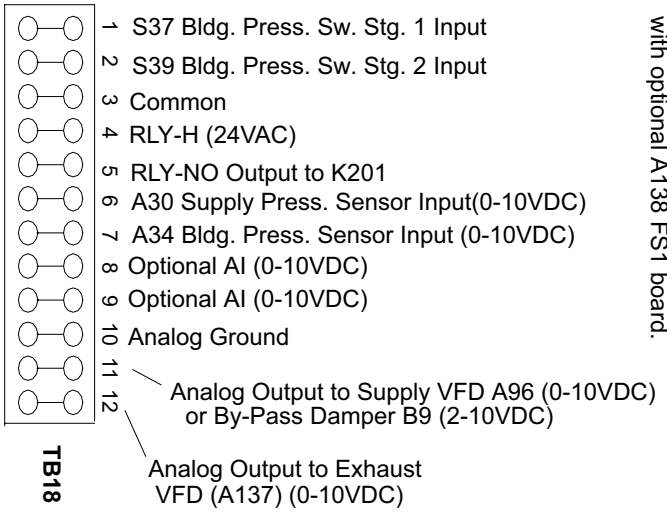 1 S37 Bldg. Press. Sw. Stg. 1 Input
2 S39 Bldg. Press. Sw. Stg. 2 Input
3 Common
4 RLY-H (24VAC)
5 RLY-NO Output to K201
6 A30 Supply Press. Sensor Input(0-10VDC)
7 A34 Bldg. Press. Sensor Input (0-10VDC)
8 Optional AI (0-10VDC)
9 Optional AI (0-10VDC)
10 Analog Ground
11
Analog Output to Supply VFD A96 (0-10VDC)
or By-Pass Damper B9 (2-10VDC)
12
Analog Output to Exhaust
VFD (A137) (0-10VDC)
TB18
with optional A138 FS1 board.